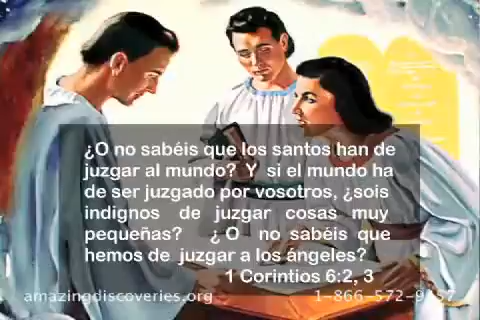 ¿O no sabéis que los santos han de
juzgar al mundo? Y si el mundo ha
de ser juzgado por vosotros, ¿sois
indignos de juzgar cosas muy
pequeñas? ¿ O no sabéis que
hemos de juzgar a los ángeles?
1 Corintios 6:2, 3
amazingdiscoveries.org